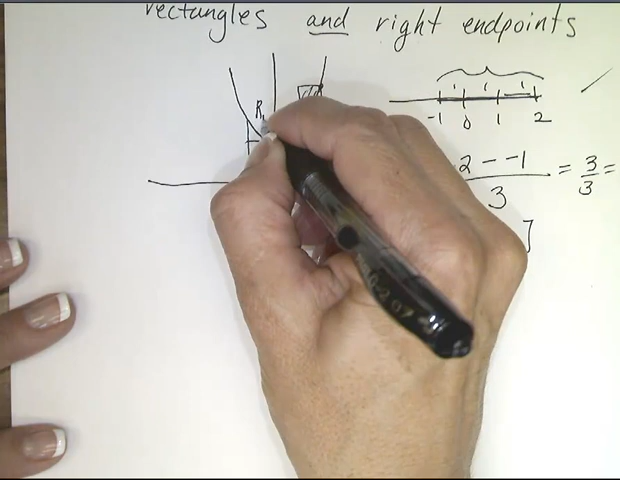 rectangles and right endpoints
R₁
-1 0 1 2
2 - -1 / 3 = 3/3 =
]